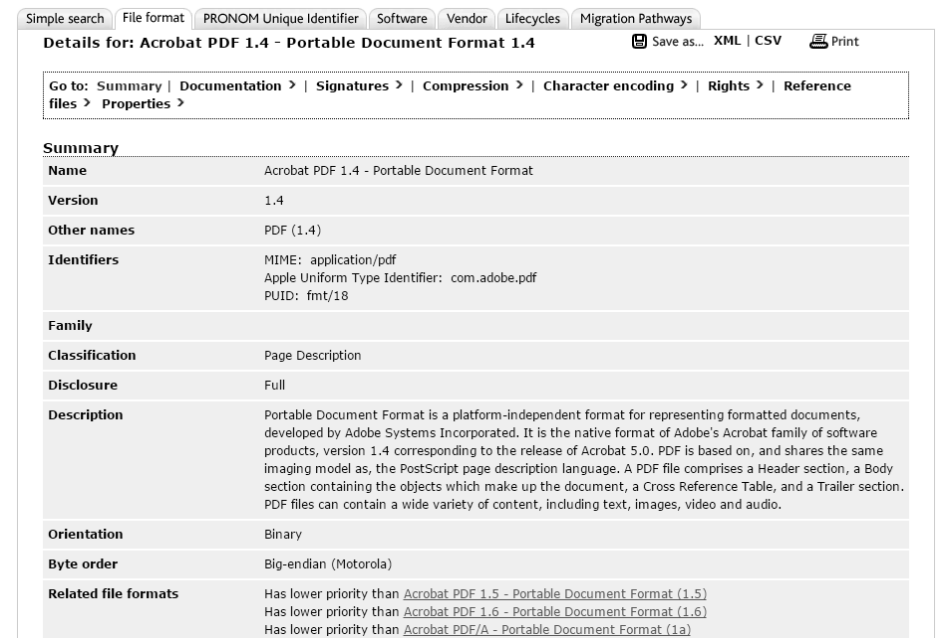 Simple search File format PRONOM Unique Identifier Software Vendor Lifecycles Migration Pathways
Details for: Acrobat PDF 1.4 - Portable Document Format 1.4 Save as... XML | CSV Print
Go to: Summary | Documentation > | Signatures > | Compression > | Character encoding > | Rights > | Reference
files > Properties >
Summary
Name Acrobat PDF 1.4 - Portable Document Format
Version 1.4
Other names PDF (1.4)
Identifiers MIME: application/pdf
Apple Uniform Type Identifier: com.adobe.pdf
PUID: fmt/18
Family
Classification Page Description
Disclosure Full
Description Portable Document Format is a platform-independent format for representing formatted documents,
developed by Adobe Systems Incorporated. It is the native format of Adobe's Acrobat family of software
products, version 1.4 corresponding to the release of Acrobat 5.0. PDF is based on, and shares the same
imaging model as, the PostScript page description language. A PDF file comprises a Header section, a Body
section containing the objects which make up the document, a Cross Reference Table, and a Trailer section.
PDF files can contain a wide variety of content, including text, images, video and audio.
Orientation Binary
Byte order Big-endian (Motorola)
Related file formats Has lower priority than Acrobat PDF 1.5 - Portable Document Format (1.5)
Has lower priority than Acrobat PDF 1.6 - Portable Document Format (1.6)
Has lower priority than Acrobat PDF/A - Portable Document Format (1a)